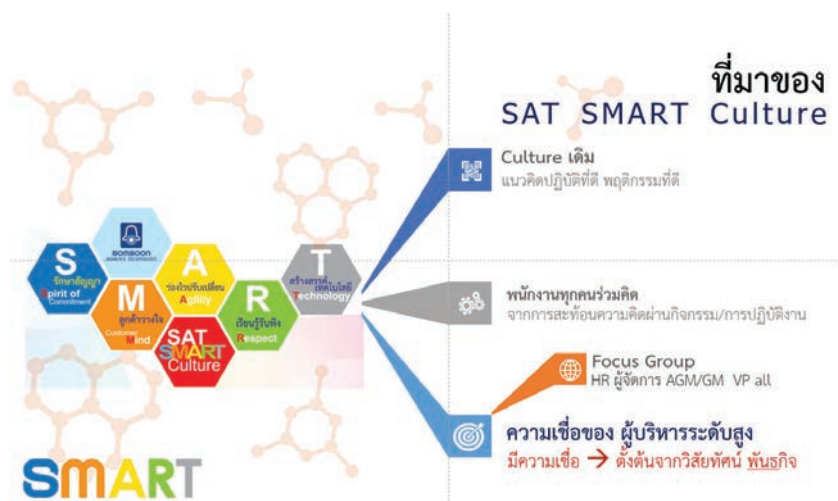 ที่มาของ
SAT SMART Culture
Culture เดิม
แนวคิดปฏิบัติที่ดี พฤติกรรมที่ดี
SOMBOON
S
รักษาสัญญา
Spirit of
Commitment
M
ลูกค้าวางใจ
Customer
Mind
A
ว่องไวปรับเปลี่ยน
Agility
R
เรียนรู้รับฟัง
Respect
T
สร้างสรรค์
เทคโนโลยี
Technology
SAT
SMART
Culture
พนักงานทุกคนร่วมคิด
จากการสะท้อนความคิดผ่านกิจกรรม/การปฏิบัติงาน
Focus Group
HR ผู้จัดการ AGM/GM VP all
ความเชื่อของ ผู้บริหารระดับสูง
มีความเชื่อ → ตั้งต้นจากวิสัยทัศน์ พันธกิจ
SMART